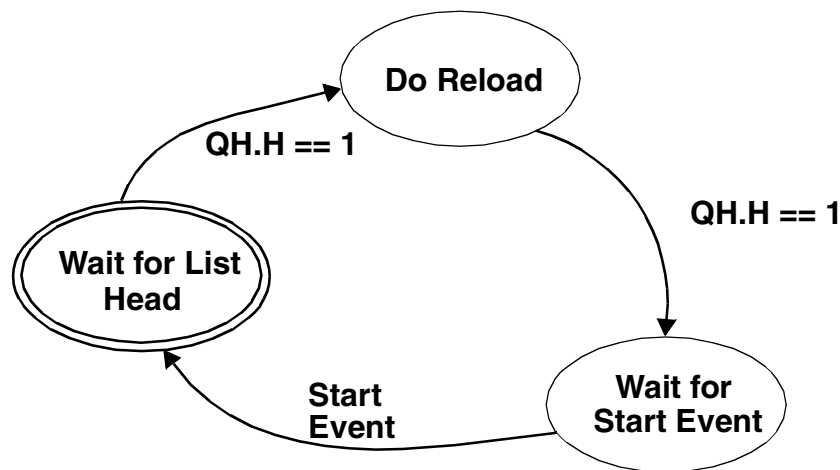 Do Reload
QH.H == 1
QH.H == 1
Wait for List
Head
Start
Event
Wait for
Start Event